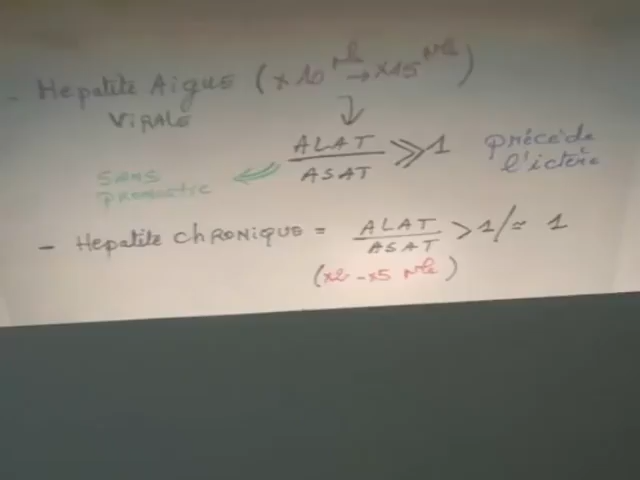 - Hepatite Aigue (x10 Nle → x15 Nle)
Virale
ALAT / ASAT >> 1 précède l'ictère
Sans pronostic
- Hepatite chronique = ALAT / ASAT > 1 / = 1
(x2 - x5 Nle)